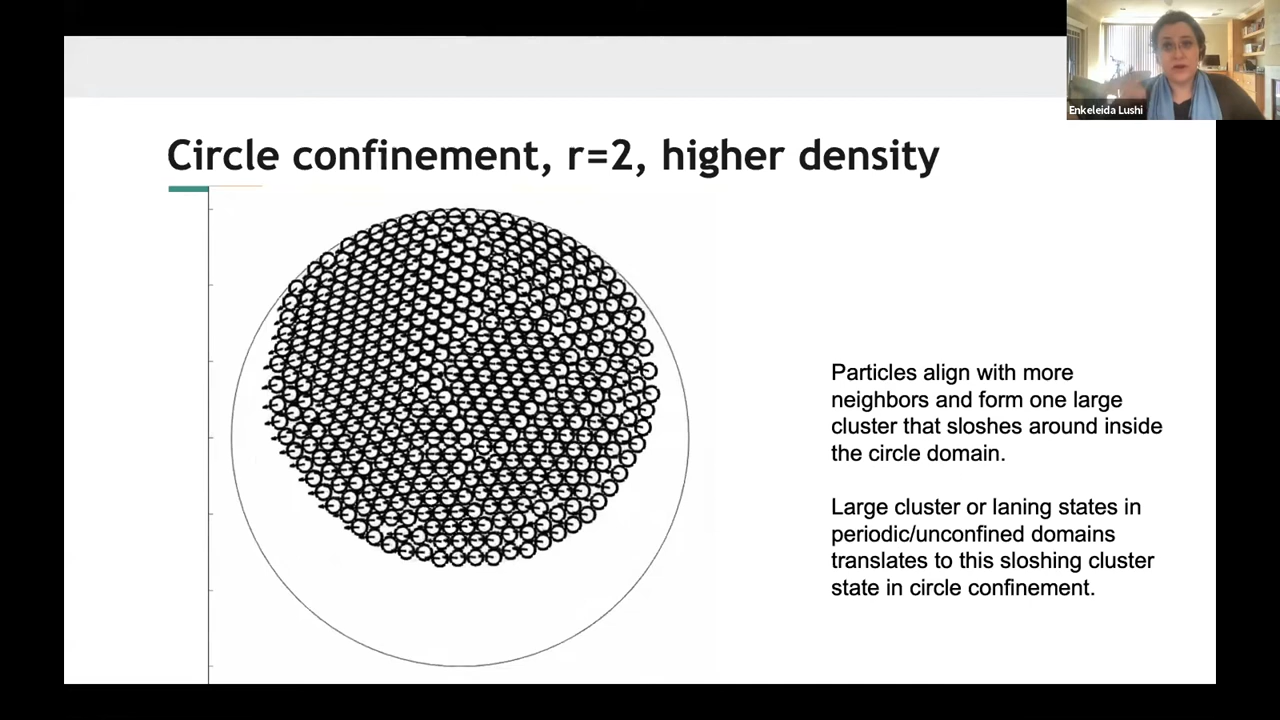 Enkeleida Lushi
Circle confinement, r=2, higher density
Particles align with more
neighbors and form one large
cluster that sloshes around inside
the circle domain.
Large cluster or laning states in
periodic/unconfined domains
translates to this sloshing cluster
state in circle confinement.